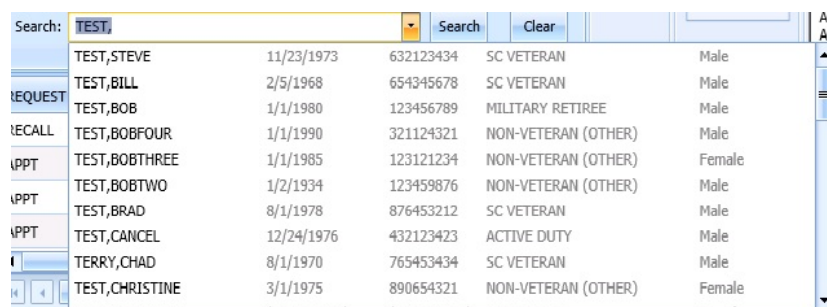 Search: TEST, Search Clear
TEST,STEVE 11/23/1973 632123434 SC VETERAN Male
TEST,BILL 2/5/1968 654345678 SC VETERAN Male
REQUEST
TEST,BOB 1/1/1980 123456789 MILITARY RETIREE Male
RECALL TEST,BOBFOUR 1/1/1990 321124321 NON-VETERAN (OTHER) Male
APPT TEST,BOBTHREE 1/1/1985 123121234 NON-VETERAN (OTHER) Female
APPT TEST,BOBTWO 1/2/1934 123459876 NON-VETERAN (OTHER) Male
TEST,BRAD 8/1/1978 876453212 SC VETERAN Male
APPT TEST,CANCEL 12/24/1976 432123423 ACTIVE DUTY Male
TERRY,CHAD 8/1/1970 765453434 SC VETERAN Male
TEST,CHRISTINE 3/1/1975 890654321 NON-VETERAN (OTHER) Female